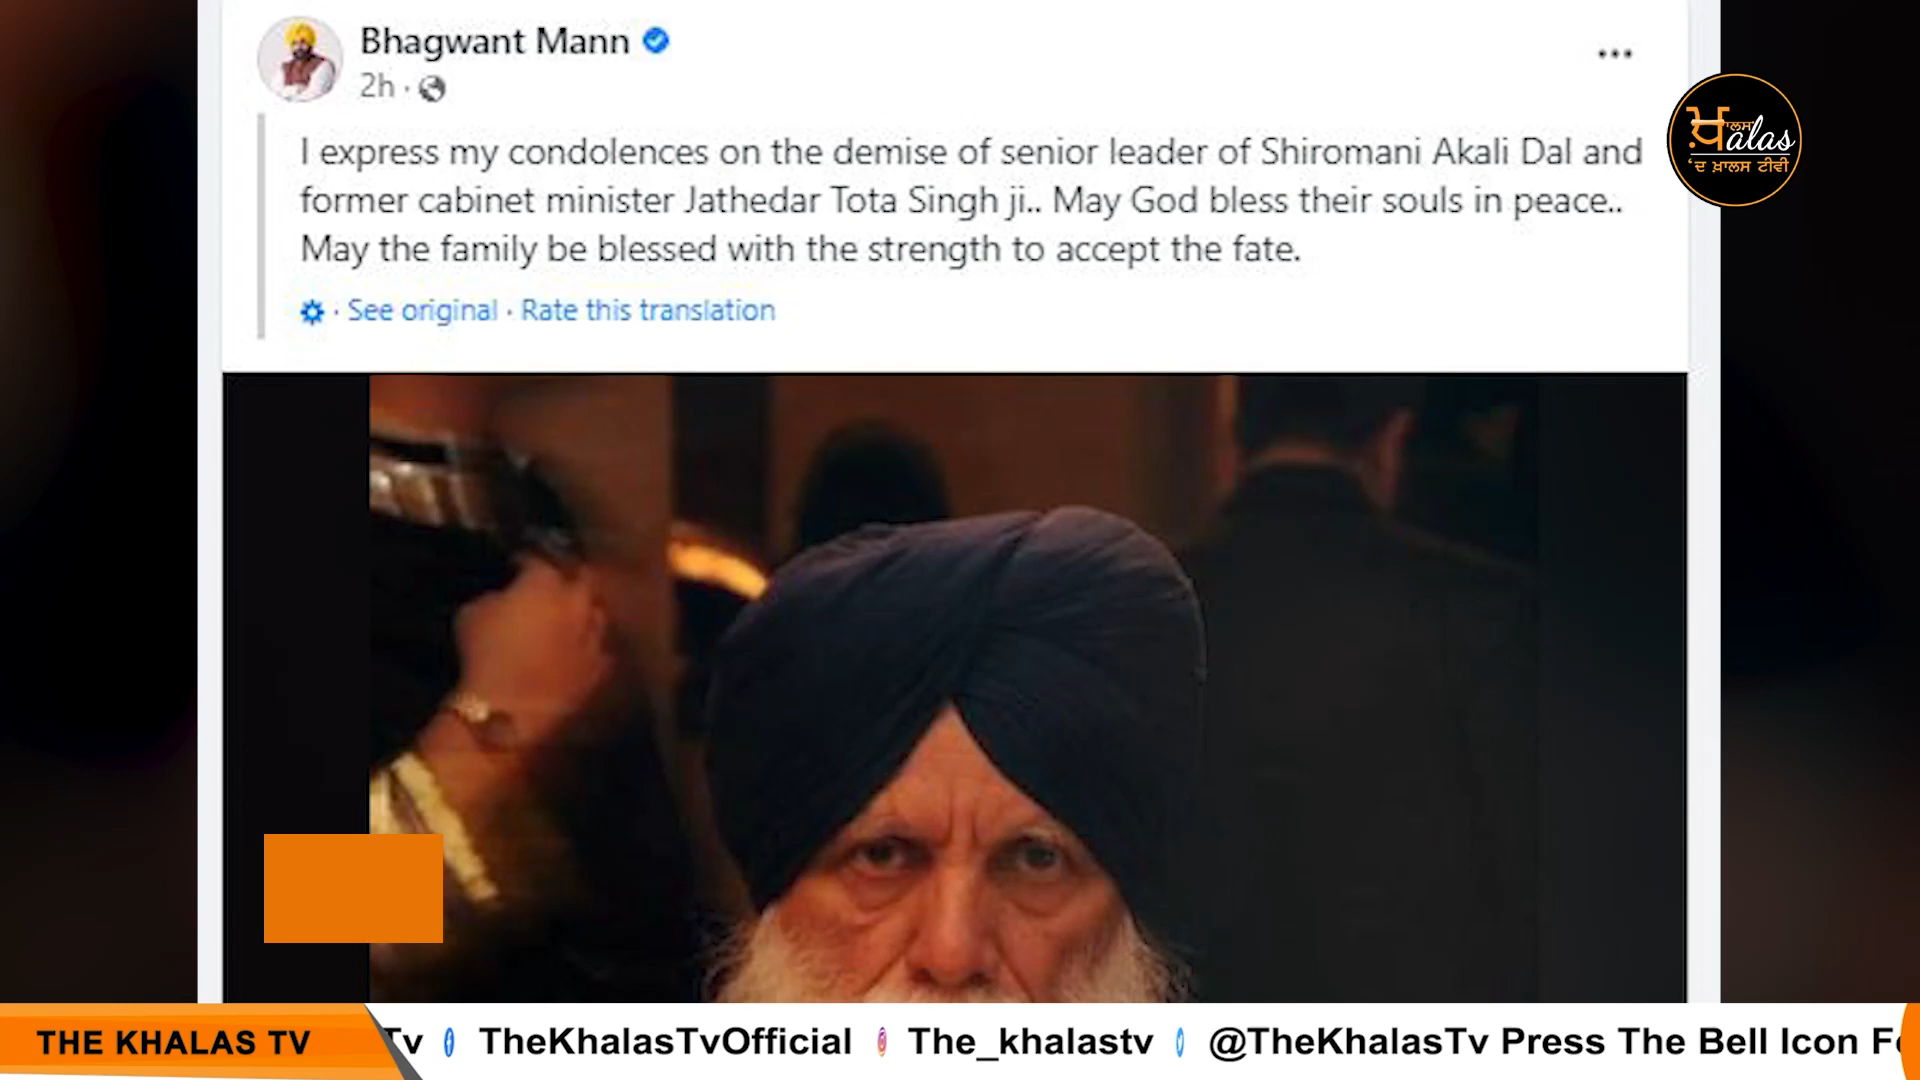 Bhagwant Mann
2h ·
I express my condolences on the demise of senior leader of Shiromani Akali Dal and
former cabinet minister Jathedar Tota Singh ji.. May God bless their souls in peace..
May the family be blessed with the strength to accept the fate.
· See original · Rate this translation
ਖ਼ਾਲਸ
alas
'ਦ ਖ਼ਾਲਸ ਟੀਵੀ
THE KHALAS TV
Tv TheKhalasTvOfficial The_khalastv @TheKhalasTv Press The Bell Icon